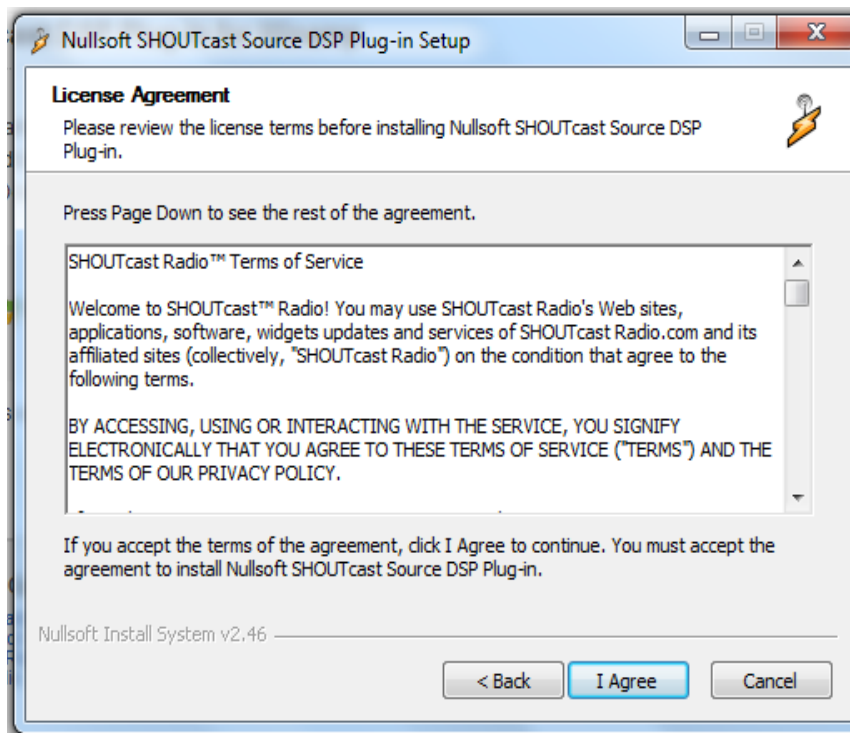 Nullsoft SHOUTcast Source DSP Plug-in Setup
License Agreement
Please review the license terms before installing Nullsoft SHOUTcast Source DSP
Plug-in.
Press Page Down to see the rest of the agreement.
SHOUTcast Radio™ Terms of Service
Welcome to SHOUTcast™ Radio! You may use SHOUTcast Radio's Web sites,
applications, software, widgets updates and services of SHOUTcast Radio.com and its
affiliated sites (collectively, "SHOUTcast Radio") on the condition that agree to the
following terms.
BY ACCESSING, USING OR INTERACTING WITH THE SERVICE, YOU SIGNIFY
ELECTRONICALLY THAT YOU AGREE TO THESE TERMS OF SERVICE ("TERMS") AND THE
TERMS OF OUR PRIVACY POLICY.
If you accept the terms of the agreement, click I Agree to continue. You must accept the
agreement to install Nullsoft SHOUTcast Source DSP Plug-in.
Nullsoft Install System v2.46
< Back I Agree Cancel